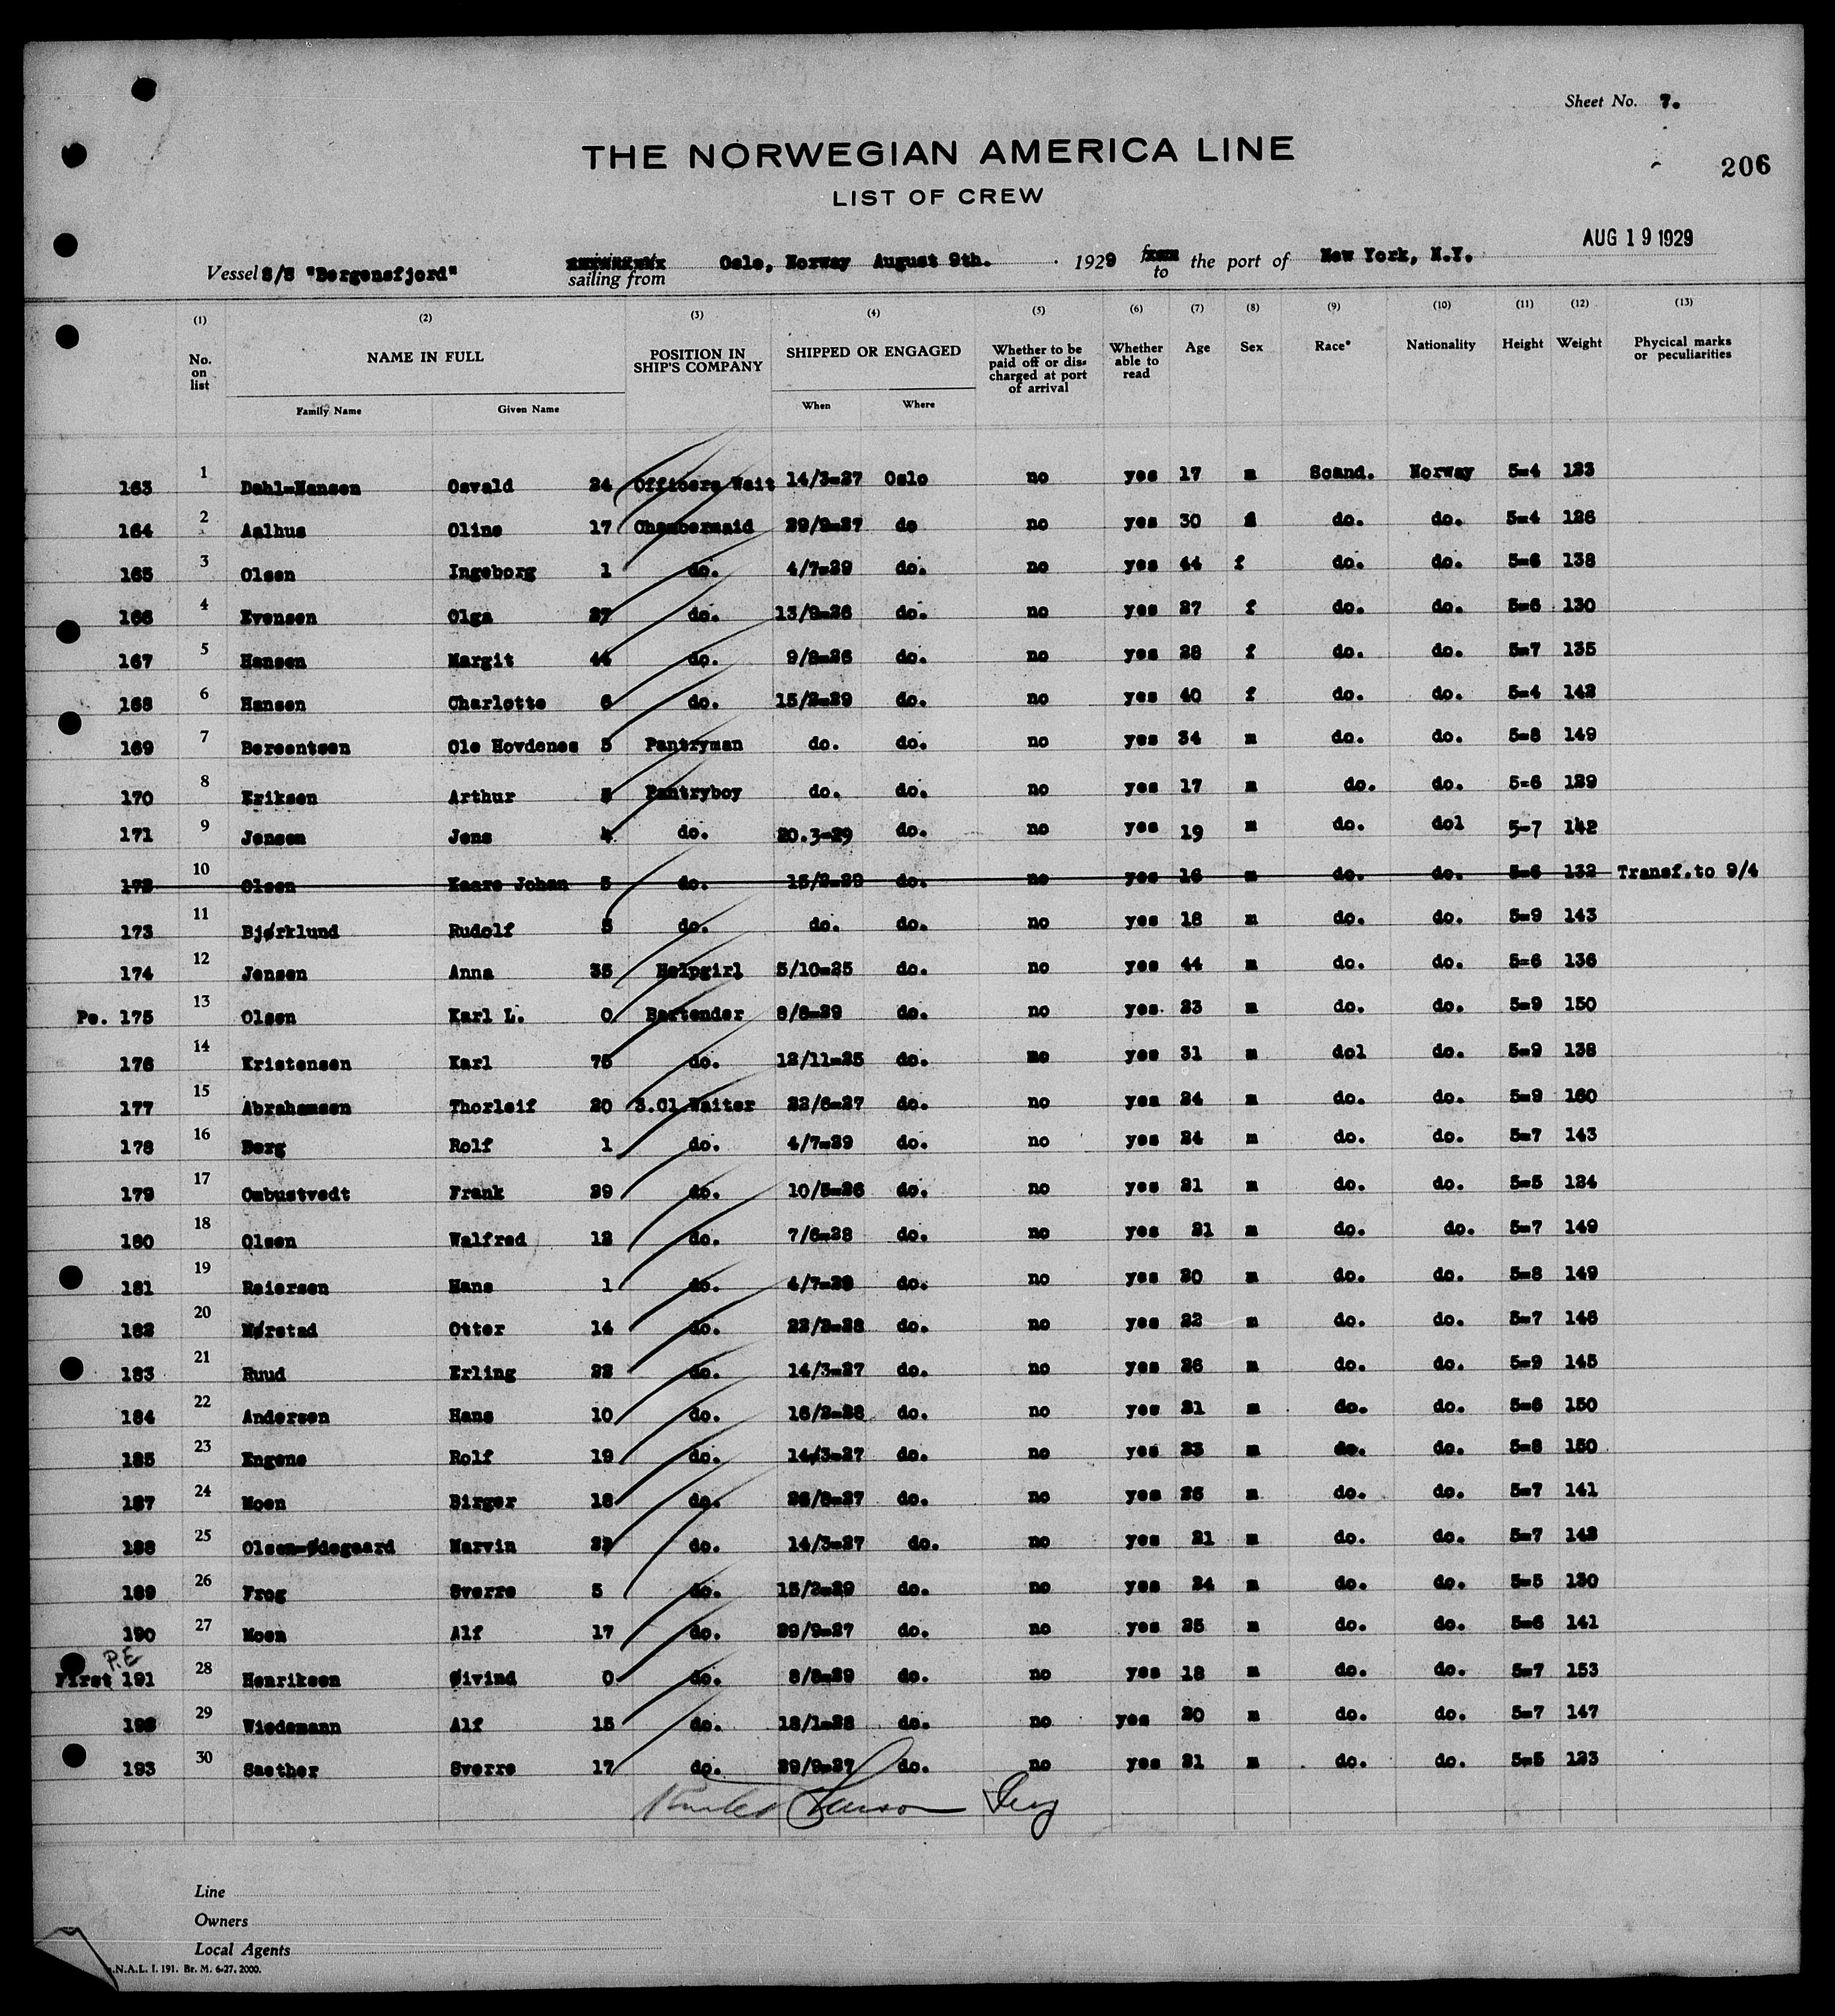 Sheet No. 7.
THE NORWEGIAN AMERICA LINE
206
LIST OF CREW
AUG 19 1929
Vessel S/S "Bergensfjord" sailing from Oslo, Norway August 9th. 1929 from to the port of New York, N.Y.
(1) (2) (3) (4) (5) (6) (7) (8) (9) (10) (11) (12) (13)
No. on list NAME IN FULL POSITION IN SHIP'S COMPANY SHIPPED OR ENGAGED Whether to be paid off or discharged at port of arrival Whether able to read Age Sex Race* Nationality Height Weight Phycical marks or peculiarities
Family Name Given Name When Where
163 1 Dahl-Hansen Osvald 24 Officers Wait 14/3-27 Oslo no yes 17 m Scand. Norway 5-4 123
164 2 Aalhus Oline 17 Chambermaid 29/9-27 do no yes 30 f do. do. 5-4 126
165 3 Olsen Ingeborg 1 do. 4/7-29 do. no yes 44 f do. do. 5-6 138
166 4 Evensen Olga 27 do. 13/9-26 do. no yes 27 f do. do. 5-6 130
167 5 Hansen Margit 44 do. 9/8-26 do. no yes 28 f do. do. 5-7 135
168 6 Hansen Charlotte 6 do. 15/2-29 do. no yes 40 f do. do. 5-4 142
169 7 Bereentsen Ole Hovdenes 5 Pantryman do. do. no yes 34 m do. do. 5-8 149
170 8 Eriksen Arthur 5 Pantryboy do. do. no yes 17 m do. do. 5-6 129
171 9 Jensen Jens 4 do. 20.3-29 do. no yes 19 m do. dol 5-7 142
172 10 Olsen Kaare Johan 5 do. 15/2-29 do. no yes 16 m do. do. 5-6 132 Transf.to 9/4
173 11 Bjørklund Rudolf 5 do. do. do. no yes 18 m do. do. 5-9 143
174 12 Jensen Anna 35 Helpgirl 5/10-25 do. no yes 44 m do. do. 5-6 136
Pe. 175 13 Olsen Karl L. 0 Bartender 8/8-29 do. no yes. 23 m do. do. 5-9 150
176 14 Kristensen Karl 75 do. 12/11-25 do. no yes 31 m dol do. 5-9 138
177 15 Abrahamsen Thorleif 20 3.Cl.Waiter 22/6-27 do. no yes 24 m do. do. 5-9 160
178 16 Berg Rolf 1 do. 4/7-29 do. no yes 24 m do. do. 5-7 143
179 17 Ombustvedt Frank 29 do. 10/5-26 do. no yes 21 m do. do. 5-5 124
180 18 Olsen Walfred 12 do. 7/6-28 do. no yes 21 m do. do. 5-7 149
181 19 Reiersen Hans 1 do. 4/7-29 do. no yes 20 m do. do. 5-8 149
182 20 Mørstad Otter 14 do. 22/2-28 do. no yes 22 m do. do. 5-7 146
183 21 Ruud Erling 22 do. 14/3-27 do. no yes 26 m do. do. 5-9 145
184 22 Andersen Hans 10 do. 16/2-28 do. no yes 21 m do. do. 5-6 150
185 23 Engene Rolf 19 do. 14/3-27 do. no yes 23 m do. do. 5-8 150
187 24 Moen Birger 18 do. 26/8-27 do. no yes 25 m do. do. 5-7 141
188 25 Olsen-Ødegaard Marvin do. 14/3-27 do. no yes 21 m do. do. 5-7 142
189 26 Frog Sverre 5 do. 15/2-29 do. no yes 24 m do. do. 5-5 130
190 27 Moen Alf 17 do. 29/9-27 do. no yes 25 m do. do. 5-6 141
P.E
First 191 28 Henriksen Øivind 0 do. 8/8-29 do. no yes 18 m do. do. 5-7 153
192 29 Wiedemann Alf 15 do. 18/1-28 do. no yes 20 m do. do. 5-7 147
193 30 Saether Sverre 17 do. 29/9-27 do. no yes 21 m do. do. 5-5 123
Line
Owners
Local Agents
N.A.L. I. 191. Br. M. 6-27. 2000.